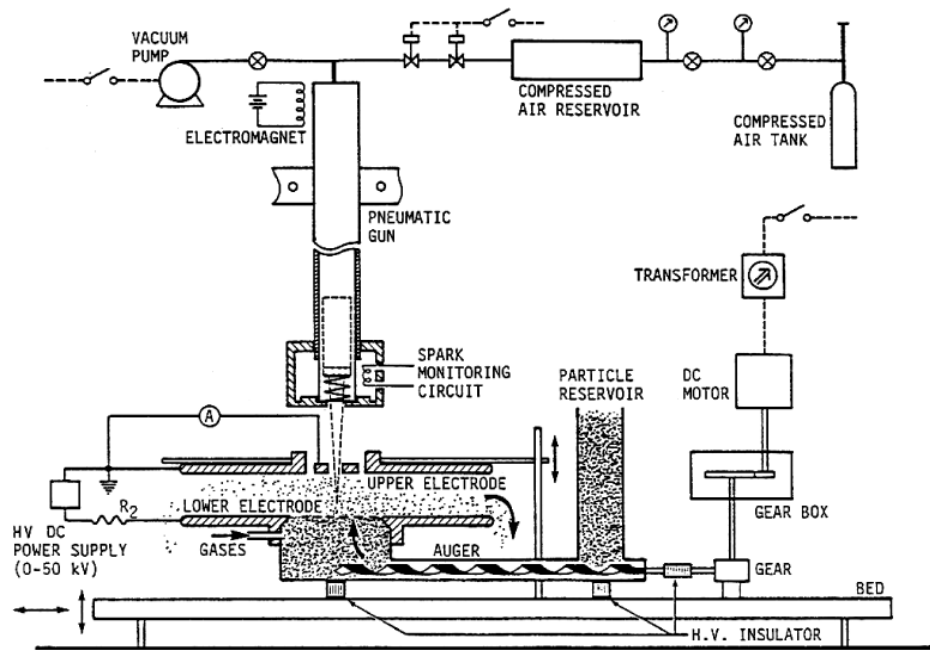 VACUUM
PUMP
ELECTROMAGNET
COMPRESSED
AIR RESERVOIR
COMPRESSED
AIR TANK
PNEUMATIC
GUN
TRANSFORMER
SPARK
MONITORING
CIRCUIT
PARTICLE
RESERVOIR
DC
MOTOR
A
UPPER ELECTRODE
LOWER ELECTRODE
R2
HV DC
POWER SUPPLY
(0-50 kV)
GASES
AUGER
GEAR BOX
GEAR
BED
H.V. INSULATOR